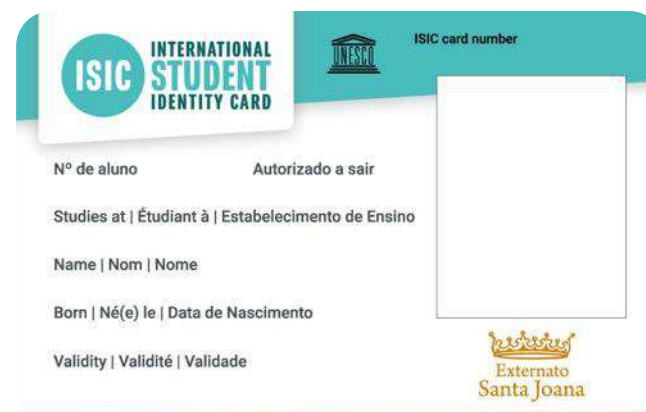 ISIC
INTERNATIONAL
STUDENT
IDENTITY CARD
UNESCO
ISIC card number
Nº de aluno Autorizado a sair
Studies at | Étudiant à | Estabelecimento de Ensino
Name | Nom | Nome
Born | Né(e) le | Data de Nascimento
Validity | Validité | Validade
Externato
Santa Joana